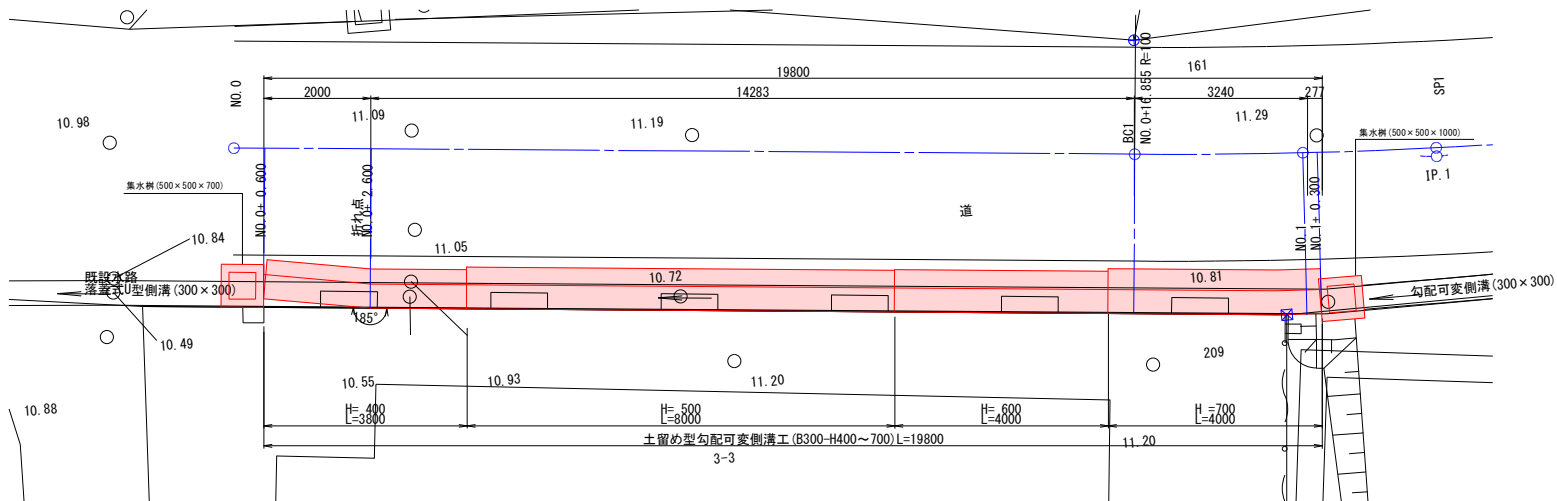 19800
161
2000
14283
3240
277
NO.0
NO.0+16.855 R=100
BC1
SP1
10.98
11.09
11.19
11.29
集水桝(500×500×1000)
IP.1
集水桝(500×500×700)
NO.0+ 0.600
折れ点
NO.0+ 2.600
道
NO.1
NO.1+ 0.300
10.84
11.05
既設水路
落蓋式U型側溝(300×300)
10.72
10.81
勾配可変側溝(300×300)
185°
10.49
209
10.55
10.93
11.20
10.88
H= 400
L=3800
H= 500
L=8000
H= 600
L=4000
H =700
L=4000
土留め型勾配可変側溝工(B300-H400～700)L=19800
11.20
3-3